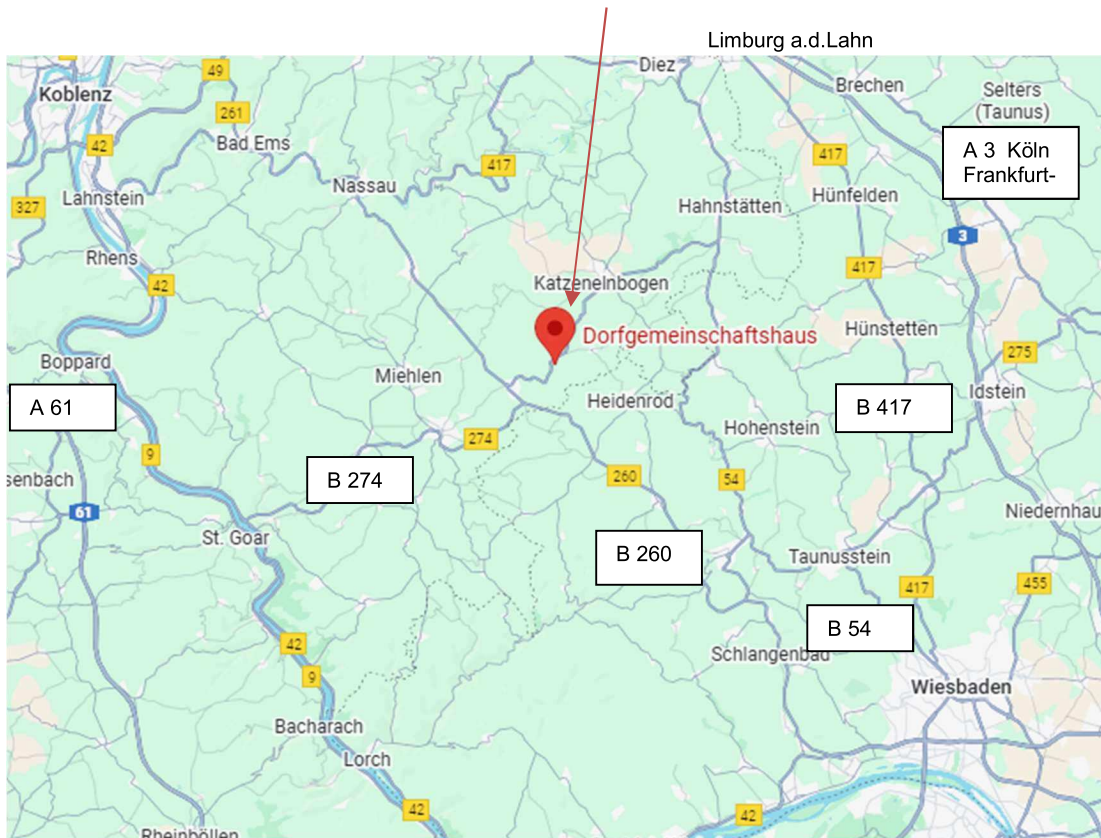 Limburg a.d.Lahn
Diez
49
Brechen
Koblenz
Selters
(Taunus)
261
42
Bad Ems
A 3 Köln
Frankfurt-
417
417
Nassau
Lahnstein
327
Hahnstätten
Hünfelden
3
Rhens
417
42
Katzenelnbogen
Dorfgemeinschaftshaus
Hünstetten
275
Boppard
Miehlen
Idstein
Heidenrod
A 61
B 417
Hohenstein
274
9
senbach
B 274
260
54
61
Niedernhau
St. Goar
B 260
Taunusstein
417
455
B 54
42
Schlangenbad
9
Wiesbaden
Bacharach
Lorch
42
42
Rheinböllen